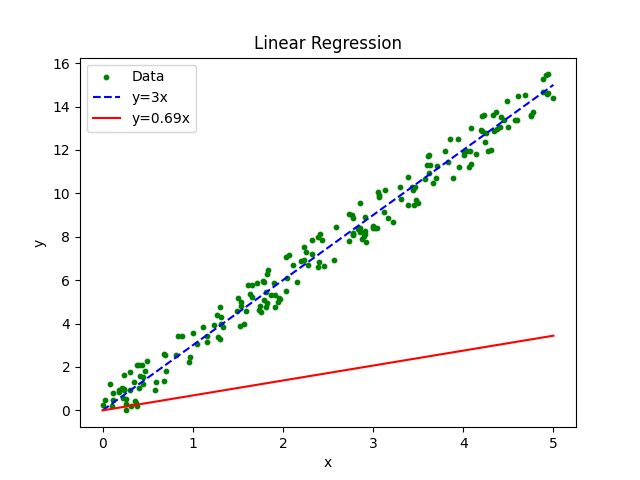 Linear Regression
Data
y=3x
y=0.69x
16
14
12
10
8
6
4
2
0
y
0 1 2 3 4 5
x